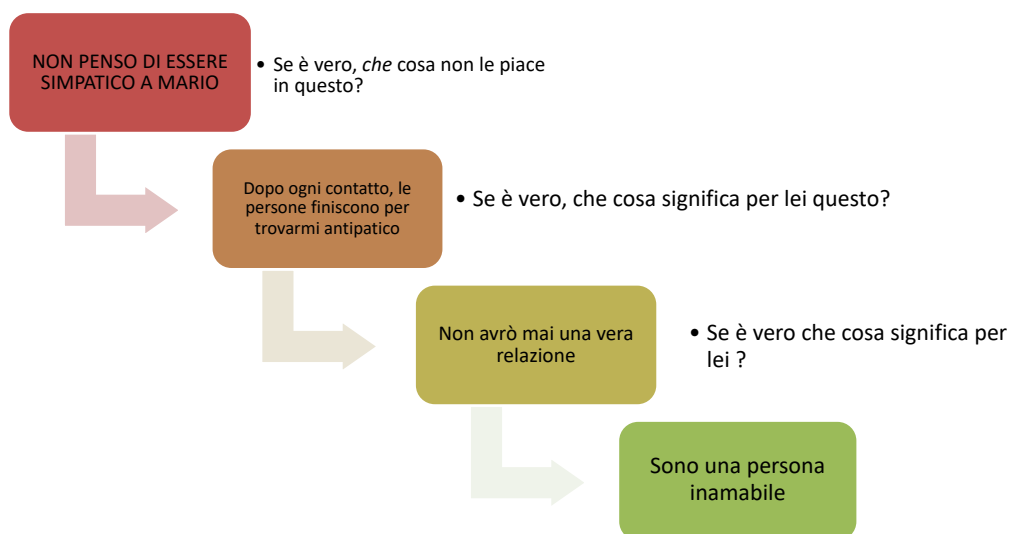 NON PENSO DI ESSERE
SIMPATICO A MARIO
• Se è vero, che cosa non le piace
in questo?
Dopo ogni contatto, le
persone finiscono per
trovarmi antipatico
• Se è vero, che cosa significa per lei questo?
Non avrò mai una vera
relazione
• Se è vero che cosa significa per
lei ?
Sono una persona
inamabile